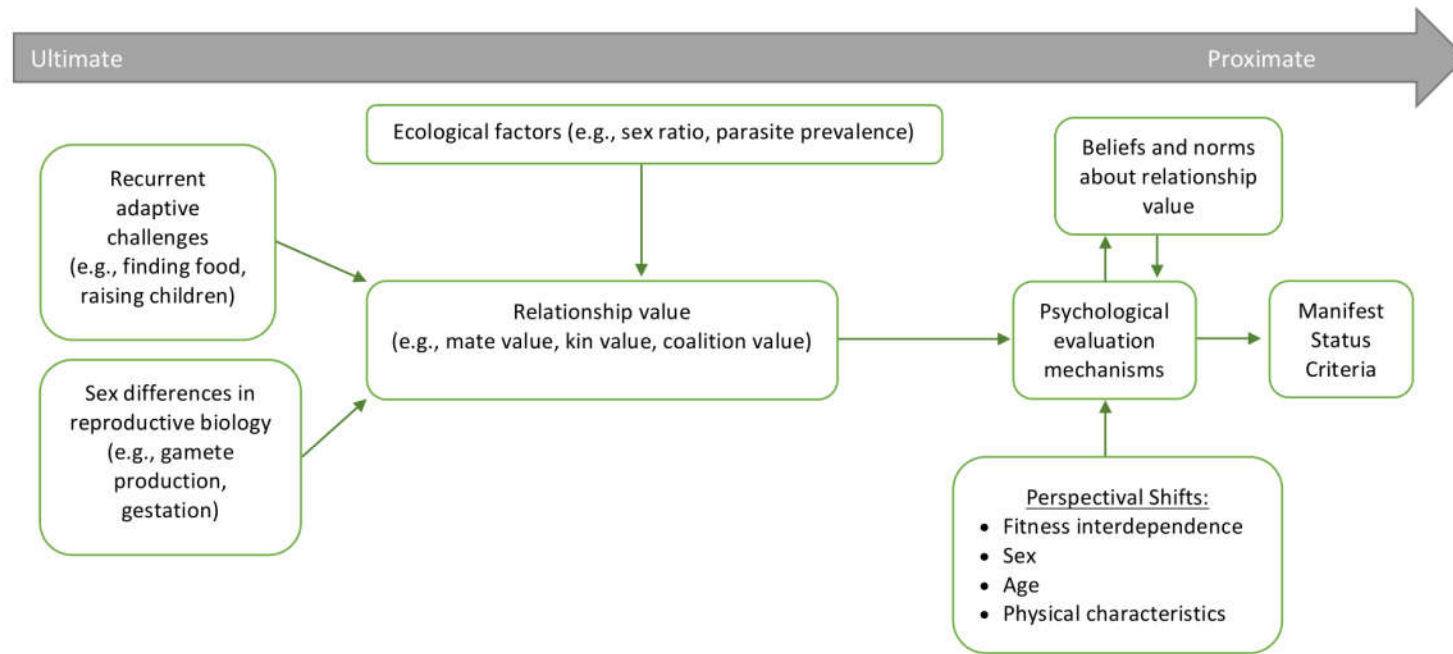 Ultimate
Proximate
Ecological factors (e.g., sex ratio, parasite prevalence)
Beliefs and norms
about relationship
value
Recurrent
adaptive
challenges
(e.g., finding food,
raising children)
Relationship value
(e.g., mate value, kin value, coalition value)
Psychological
evaluation
mechanisms
Manifest
Status
Criteria
Sex differences in
reproductive biology
(e.g., gamete
production,
gestation)
Perspectival Shifts:
• Fitness interdependence
• Sex
• Age
• Physical characteristics